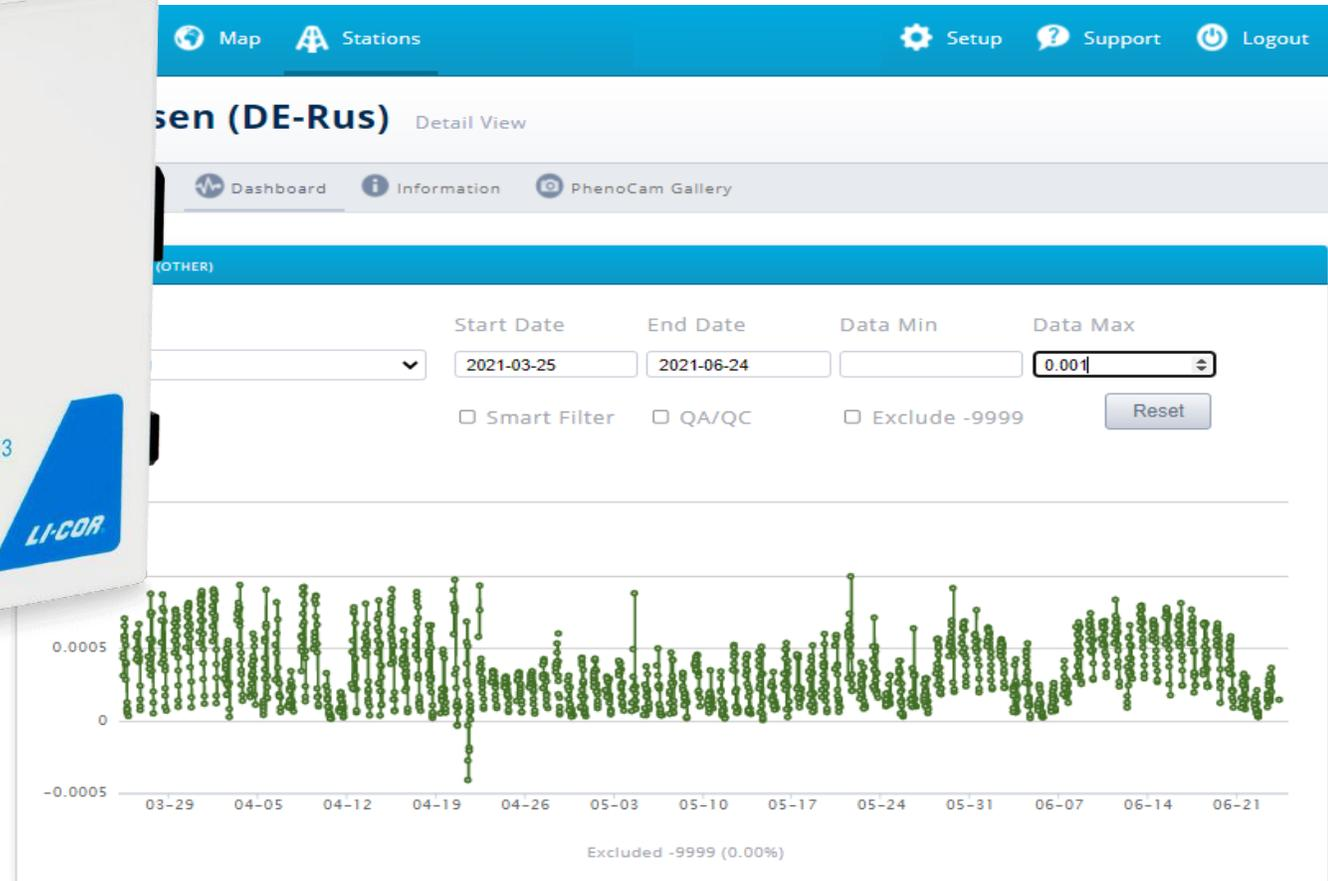 Map Stations Setup Support Logout
sen (DE-Rus) Detail View
Dashboard Information PhenoCam Gallery
(OTHER)
Start Date End Date Data Min Data Max
2021-03-25 2021-06-24 0.001
Smart Filter QA/QC Exclude -9999 Reset
3
LI-COR
0.0005
0
-0.0005
03-29 04-05 04-12 04-19 04-26 05-03 05-10 05-17 05-24 05-31 06-07 06-14 06-21
Excluded -9999 (0.00%)